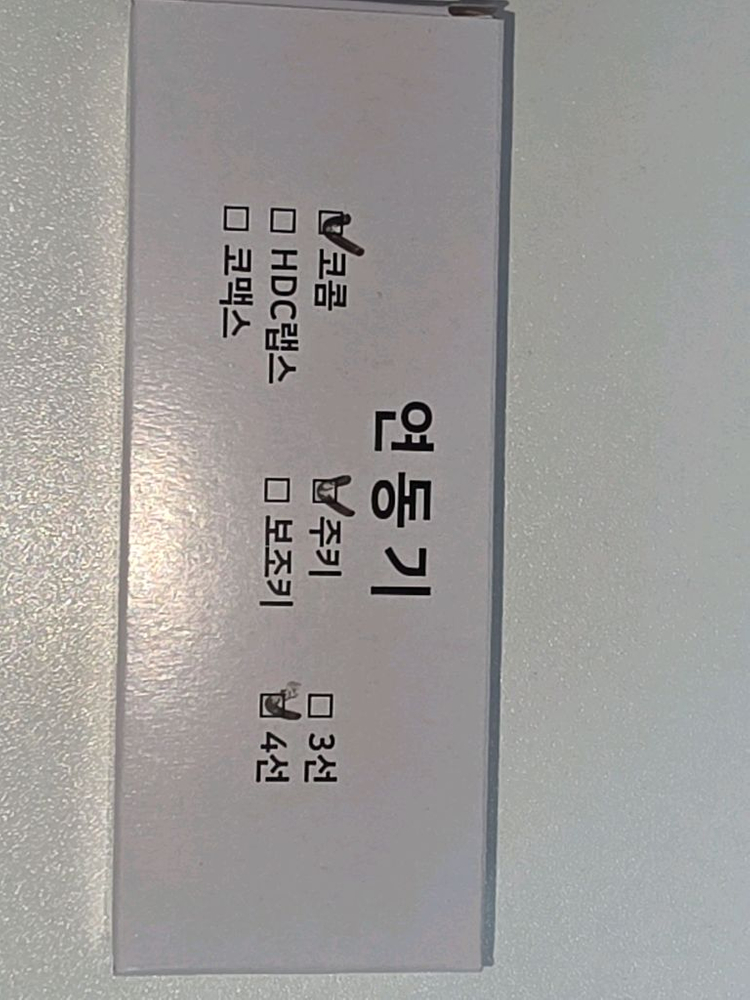 연동기
☑ 코콤 ☑ 주키 ☐ 3선
☐ HDC랩스 ☐ 보조키 ☑ 4선
☐ 코맥스